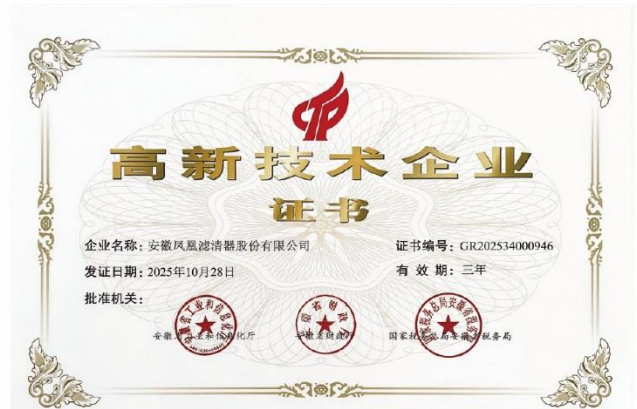 高新技术企业
证书
企业名称：安徽凤凰滤清器股份有限公司 证书编号：GR202534000946
发证日期：2025年10月28日 有效期：三年
批准机关：
安徽省工业和信息化厅 安徽省财政厅 国家税务总局安徽省税务局